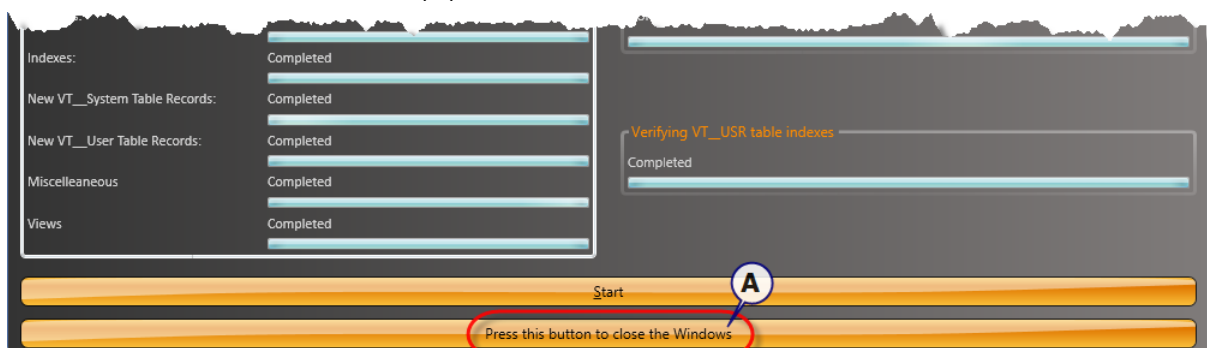 Indexes: Completed
New VT__System Table Records: Completed
New VT__User Table Records: Completed
Miscelleaneous Completed
Views Completed
Verifying VT__USR table indexes
Completed
Start
A
Press this button to close the Windows